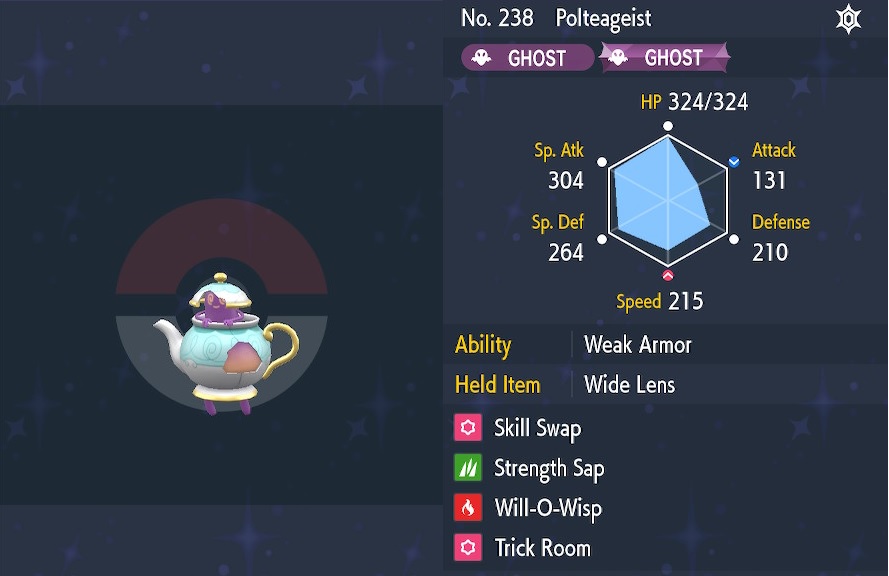 No. 238 Polteageist
GHOST GHOST
HP 324/324
Sp. Atk
304
Attack
131
Sp. Def
264
Defense
210
Speed 215
Ability Weak Armor
Held Item Wide Lens
Skill Swap
Strength Sap
Will-O-Wisp
Trick Room